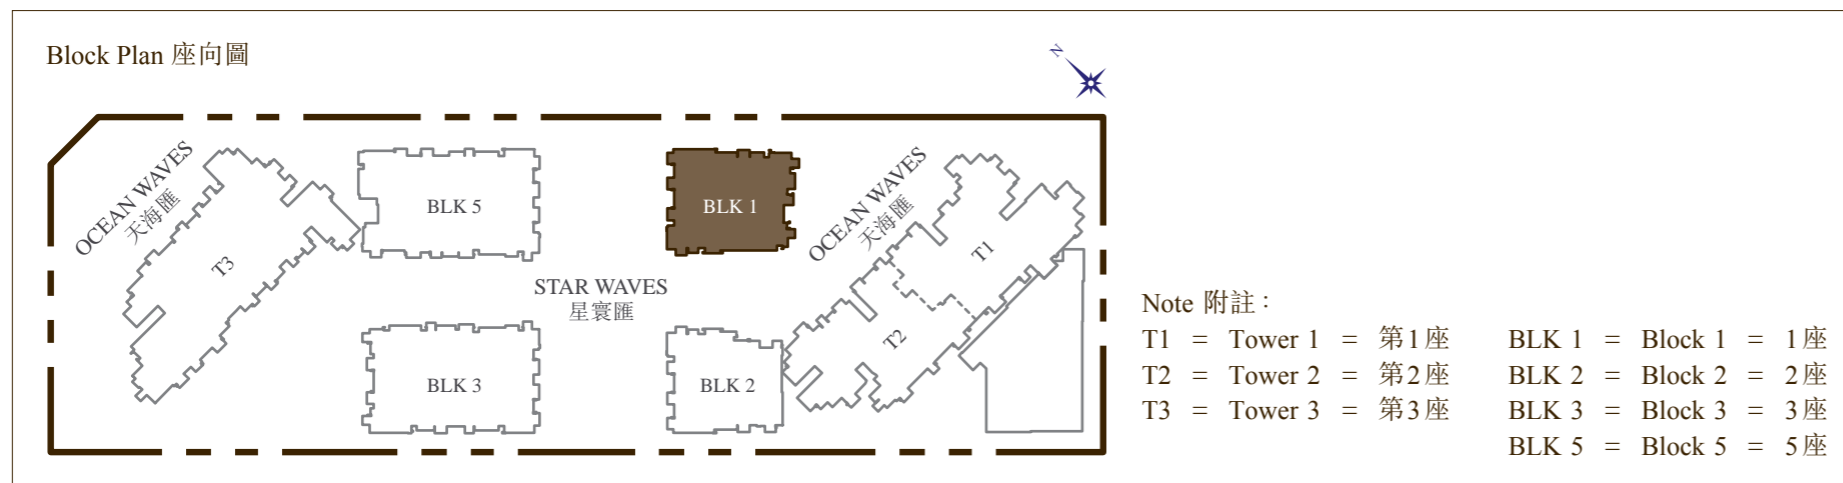 Block Plan 座向圖
N
OCEAN WAVES
天海匯
T3
BLK 5
BLK 1
OCEAN WAVES
天海匯
T1
STAR WAVES
星寰匯
BLK 3
BLK 2
T2
Note 附註：
T1 = Tower 1 = 第1座 BLK 1 = Block 1 = 1座
T2 = Tower 2 = 第2座 BLK 2 = Block 2 = 2座
T3 = Tower 3 = 第3座 BLK 3 = Block 3 = 3座
BLK 5 = Block 5 = 5座